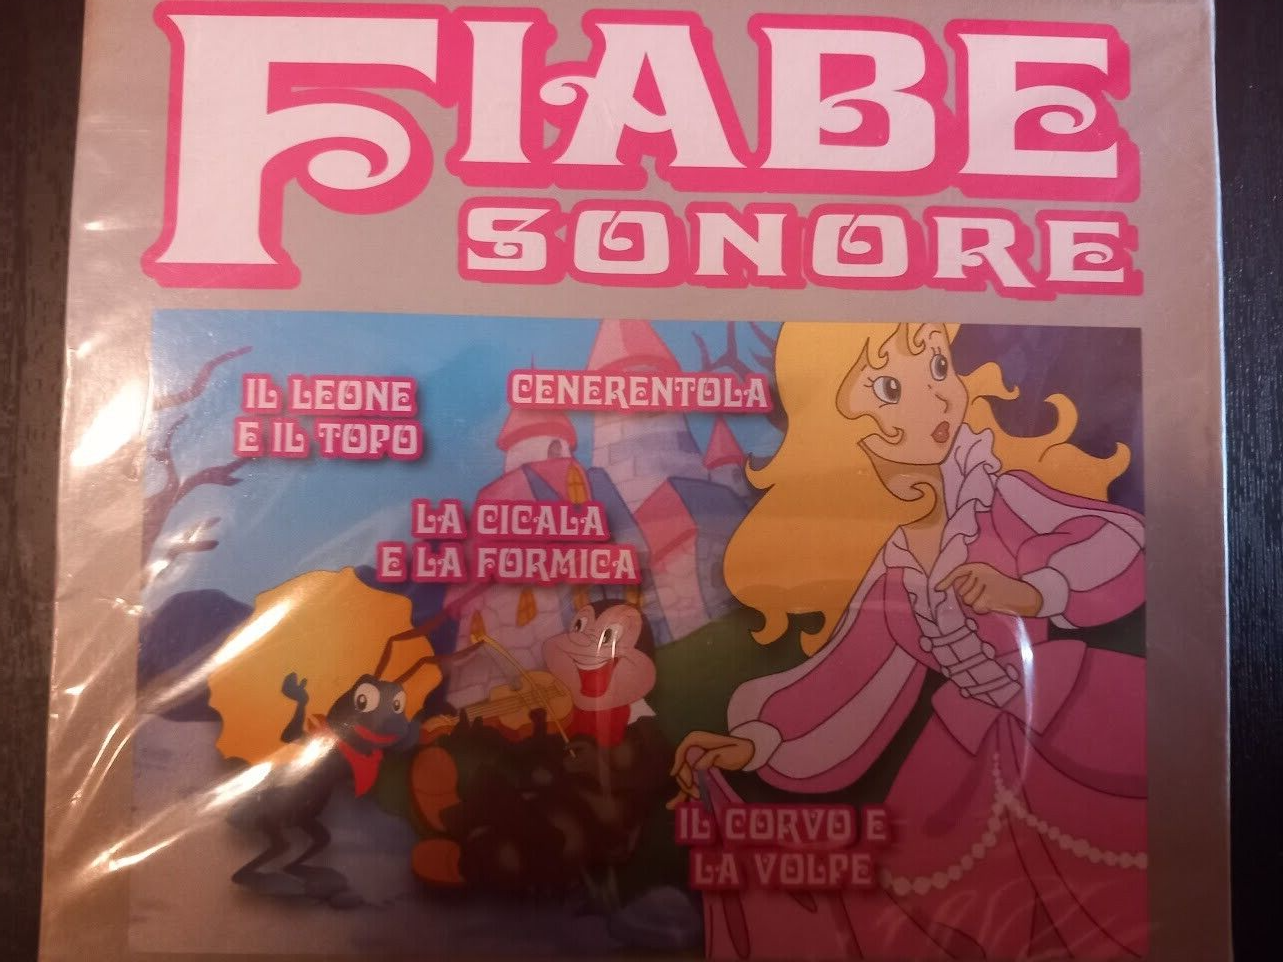 FIABE
SONORE
IL LEONE
E IL TOPO
CENERENTOLA
LA CICALA
E LA FORMICA
IL CORVO E
LA VOLPE